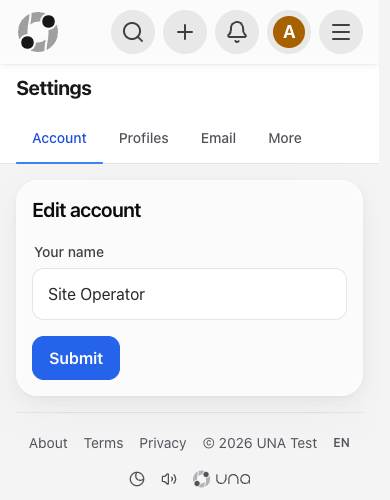 A
Settings
Account Profiles Email More
Edit account
Your name
Site Operator
Submit
About Terms Privacy © 2026 UNA Test EN
una